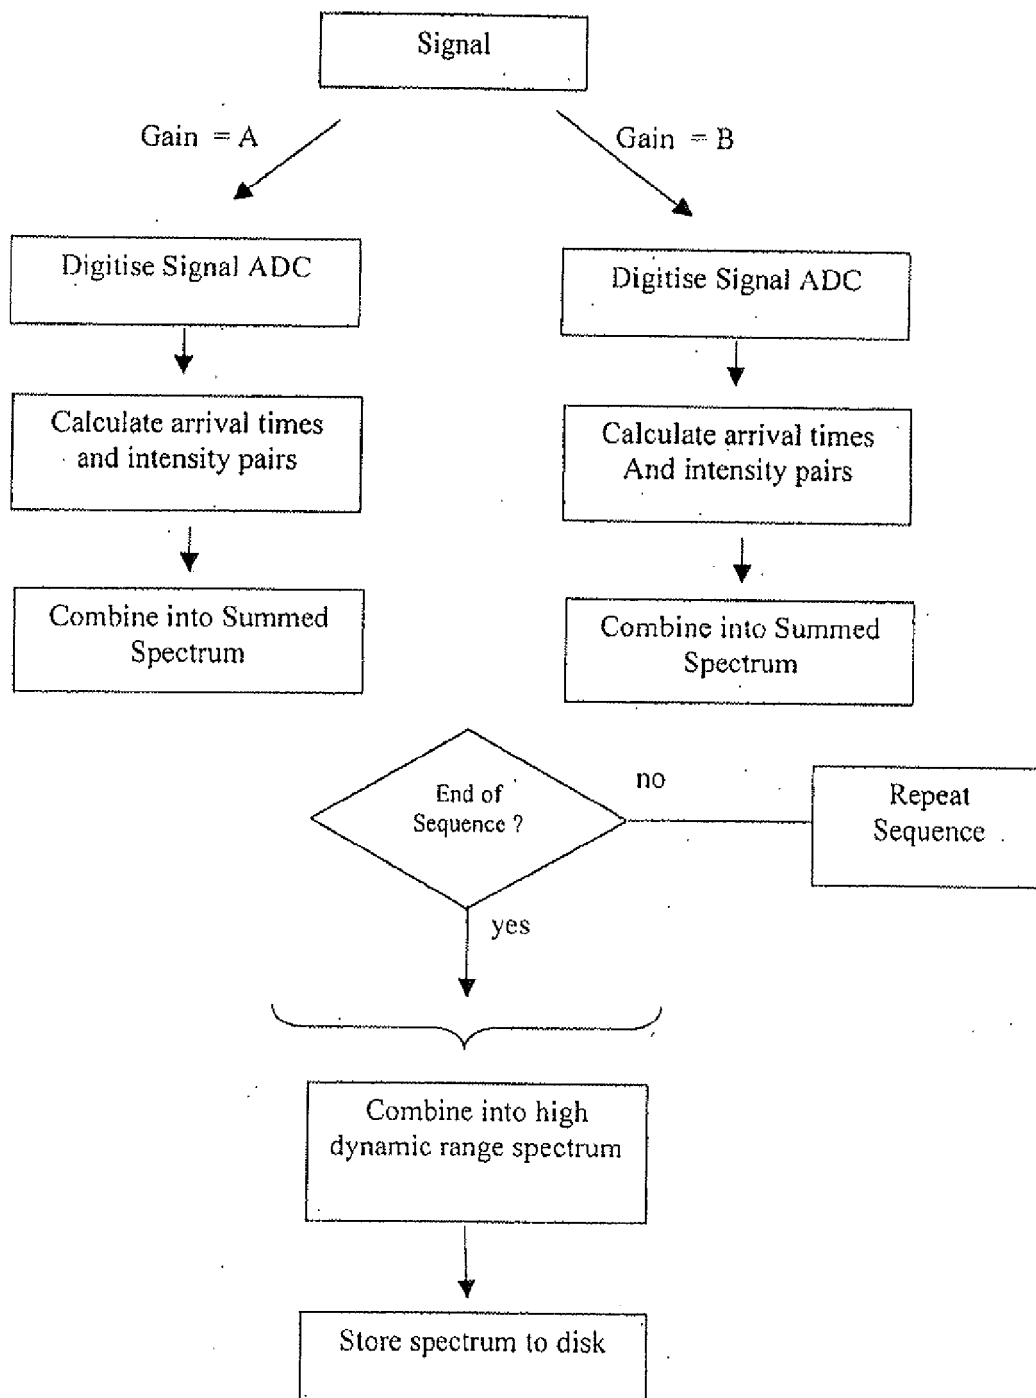 Signal
Gain = A
Gain = B
Digitise Signal ADC
Digitise Signal ADC
Calculate arrival times
and intensity pairs
Calculate arrival times
And intensity pairs
Combine into Summed
Spectrum
Combine into Summed
Spectrum
End of
Sequence ?
no
Repeat
Sequence
yes
Combine into high
dynamic range spectrum
Store spectrum to disk